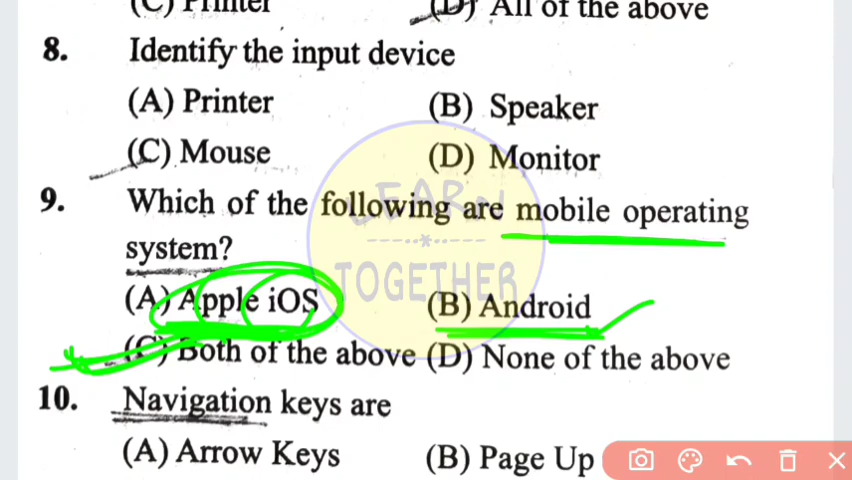 (C) Printer (D) All of the above
8. Identify the input device
(A) Printer (B) Speaker
(C) Mouse (D) Monitor
9. Which of the following are mobile operating
system?
(A) Apple iOS (B) Android
(C) Both of the above (D) None of the above
10. Navigation keys are
(A) Arrow Keys (B) Page Up
LEARN
TOGETHER